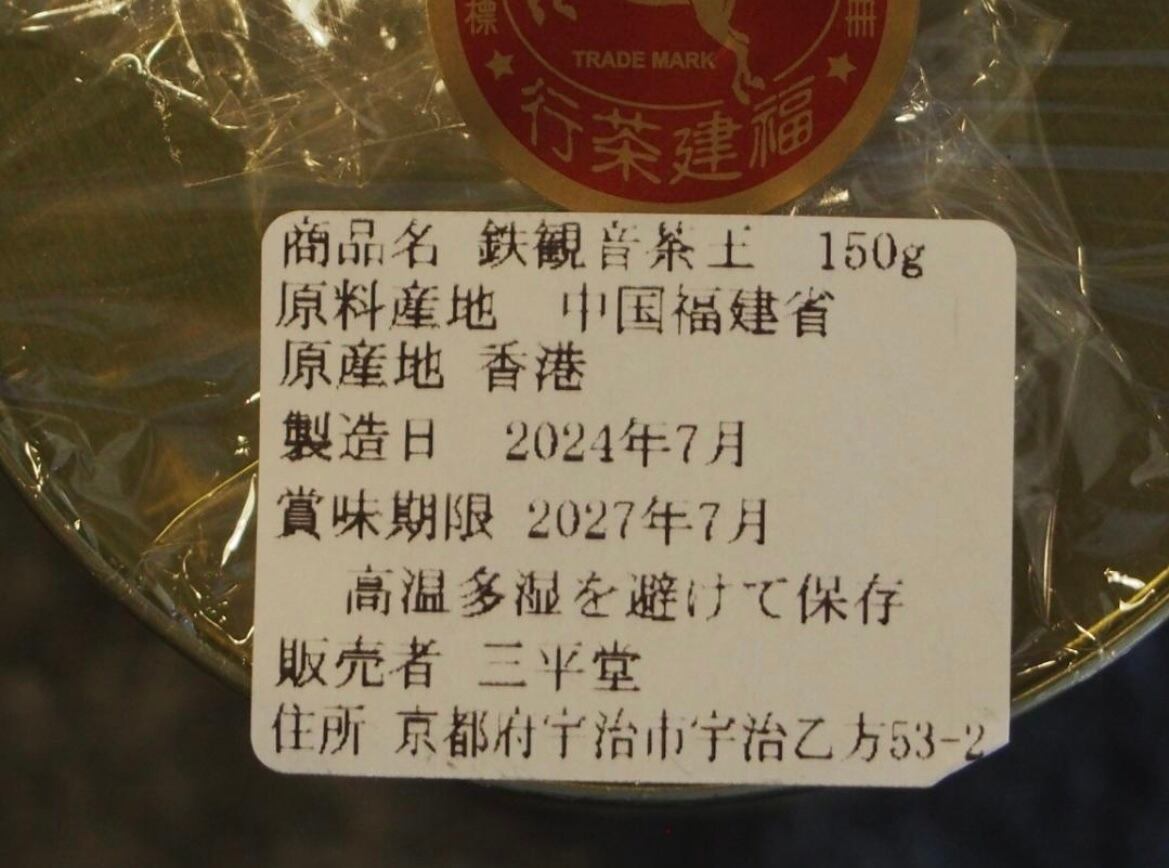 標
冊
TRADE MARK
行茶建福
商品名 鉄観音茶王 150g
原料産地 中国福建省
原産地 香港
製造日 2024年7月
賞味期限 2027年7月
高温多湿を避けて保存
販売者 三平堂
住所 京都府宇治市宇治乙方53-2